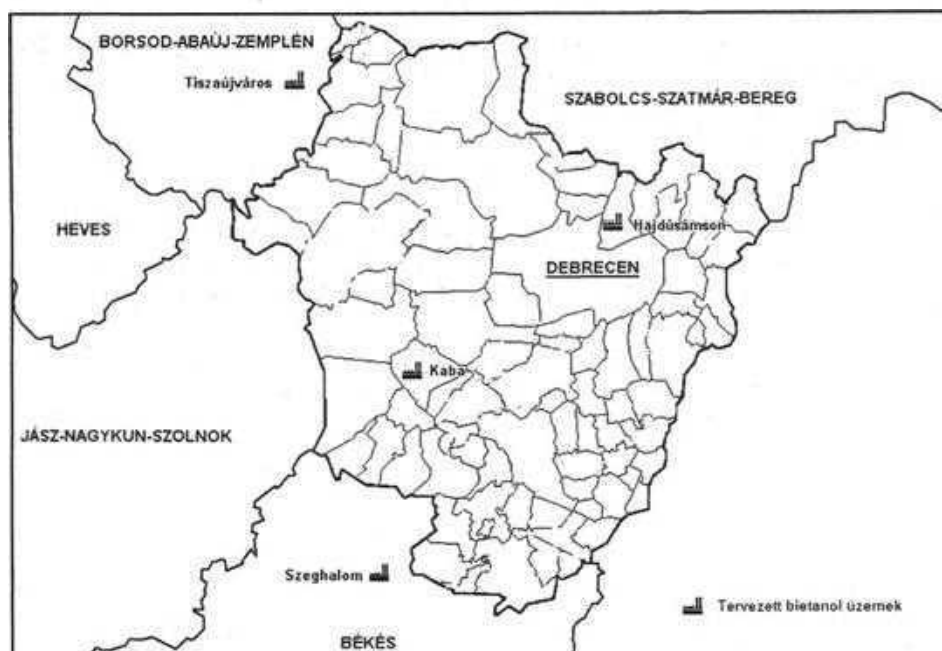 BORSOD-ABAÚJ-ZEMPLÉN
Tiszaújváros
SZABOLCS-SZATMÁR-BEREG
HEVES
Hajdúsámson
DEBRECEN
Kaba
JÁSZ-NAGYKUN-SZOLNOK
Szeghalom
Tervezett bietanol üzemek
BÉKÉS